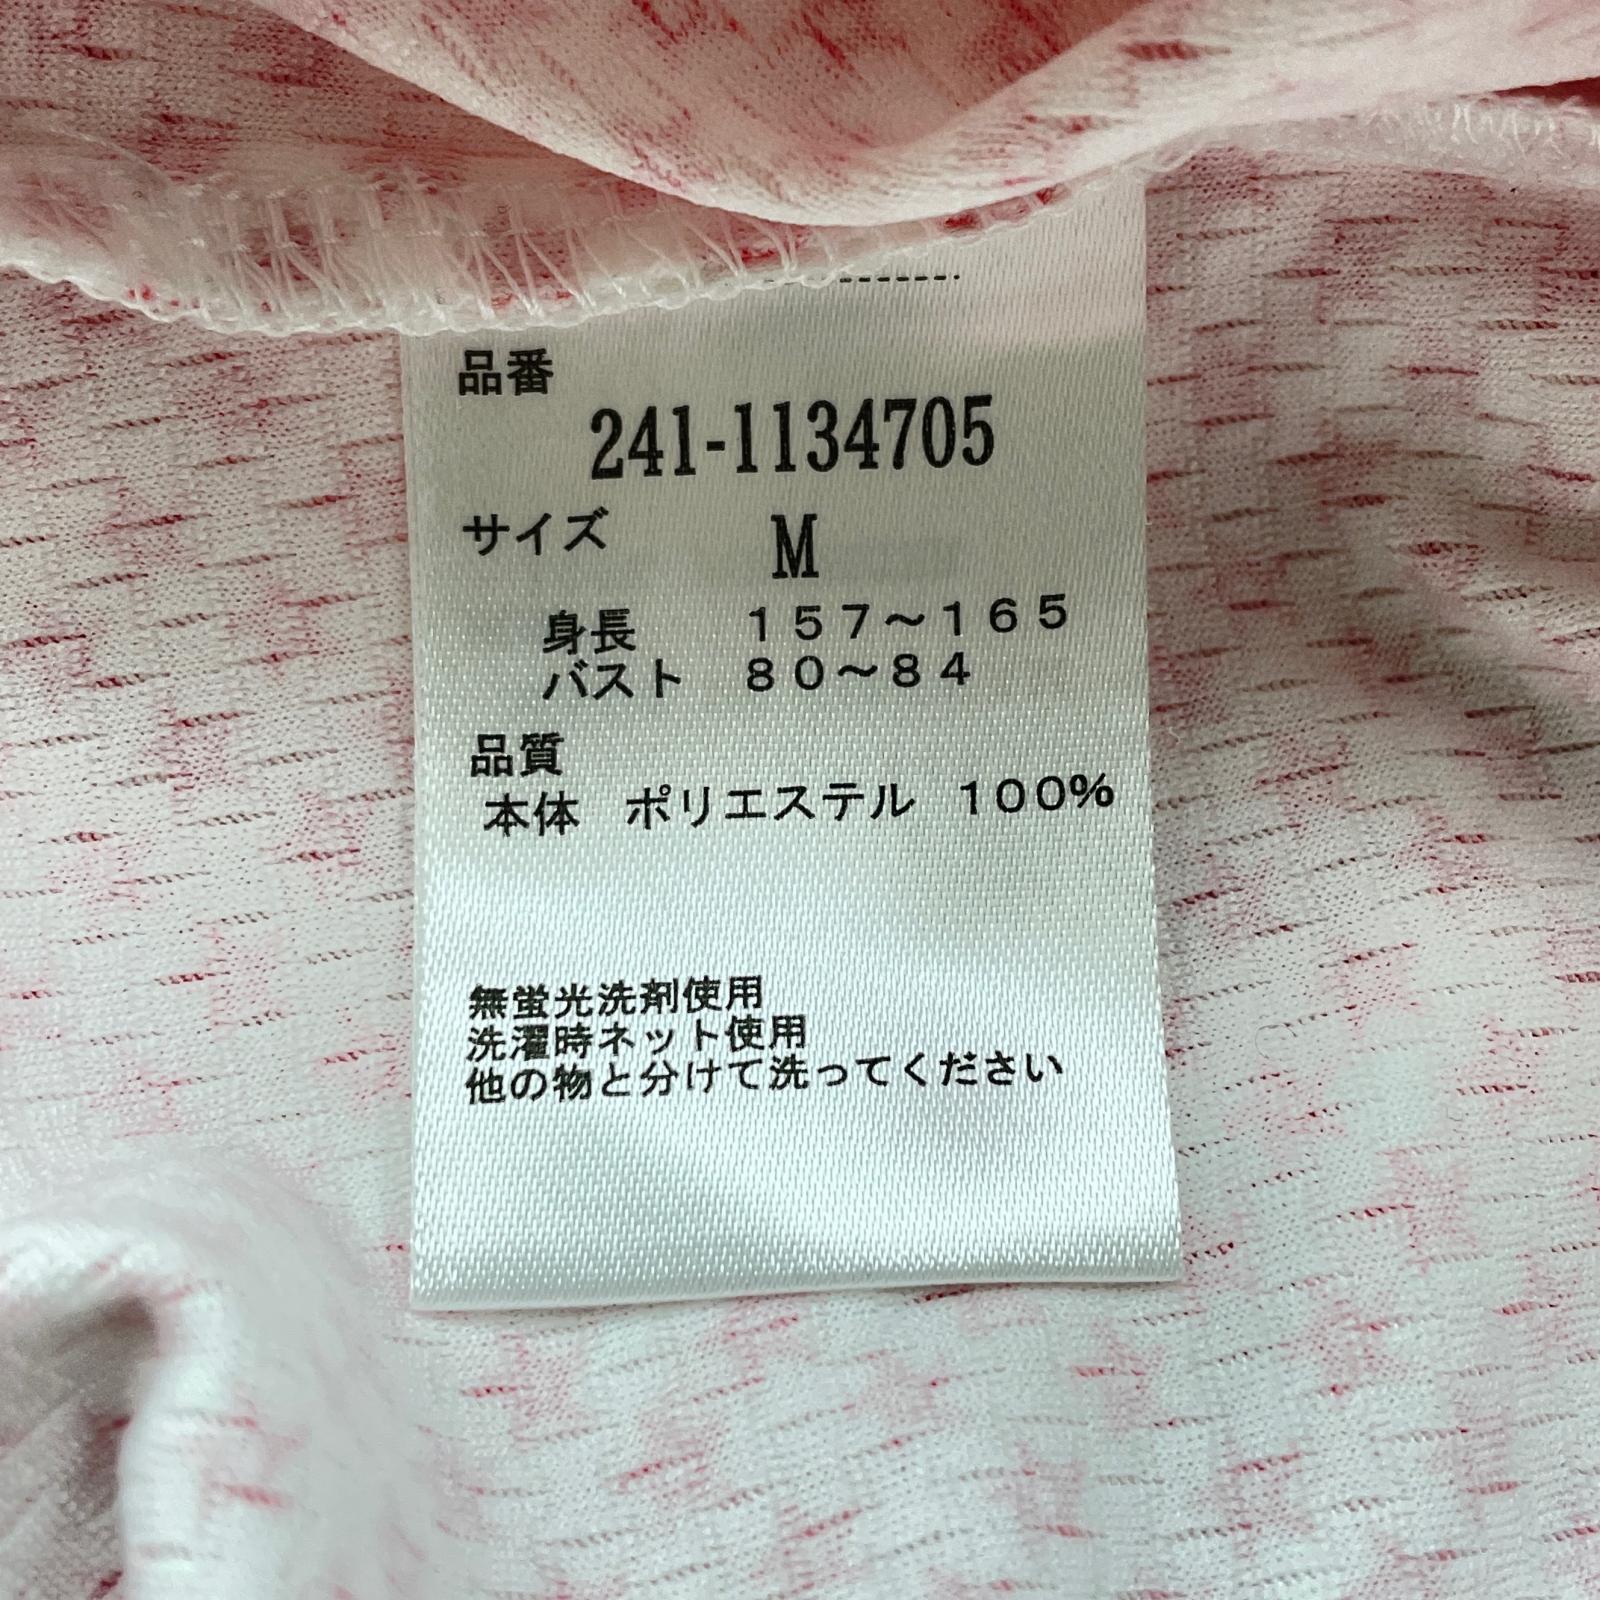 品番
241-1134705
サイズ M
身長 157～165
バスト 80～84
品質
本体 ポリエステル 100%
無蛍光洗剤使用
洗濯時ネット使用
他の物と分けて洗ってください